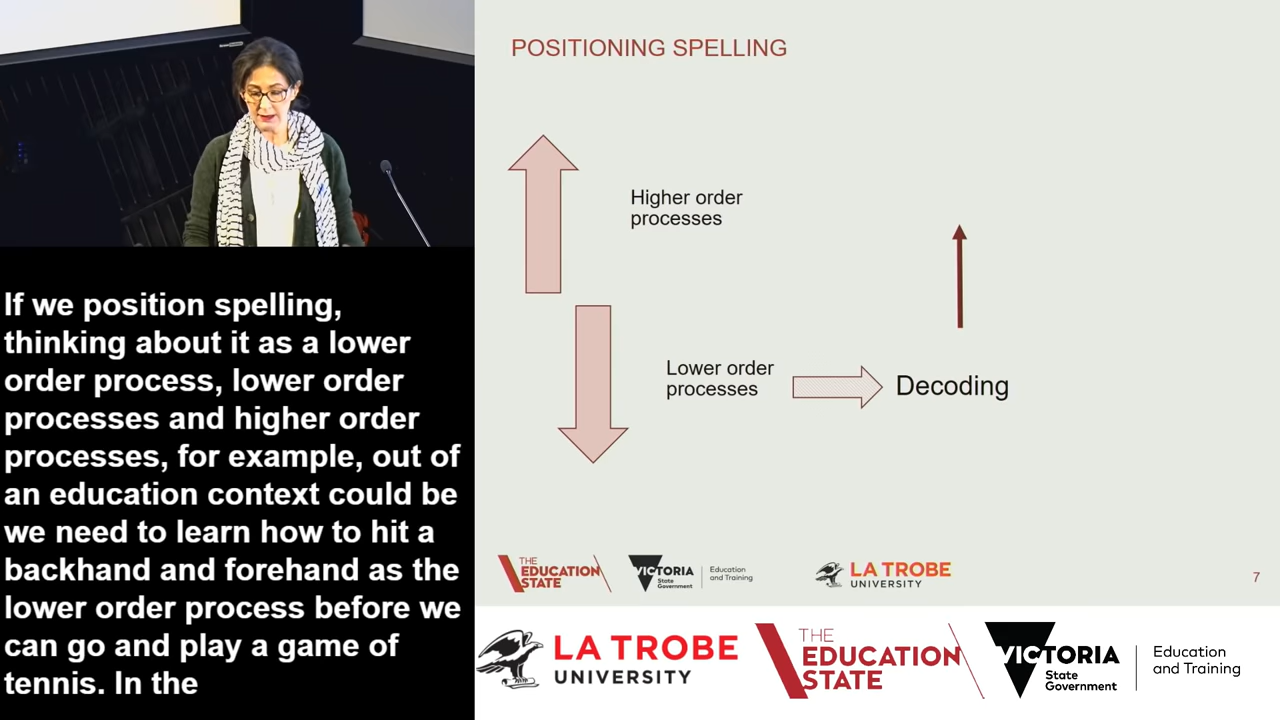 If we position spelling,
thinking about it as a lower
order process, lower order
processes and higher order
processes, for example, out of
an education context could be
we need to learn how to hit a
backhand and forehand as the
lower order process before we
can go and play a game of
tennis. In the
POSITIONING SPELLING
Higher order
processes
Lower order
processes
Decoding
THE
EDUCATION
STATE
VICTORIA
State
Government
Education
and Training
LA TROBE
UNIVERSITY
7
LA TROBE
UNIVERSITY
THE
EDUCATION
STATE
VICTORIA
State
Government
Education
and Training